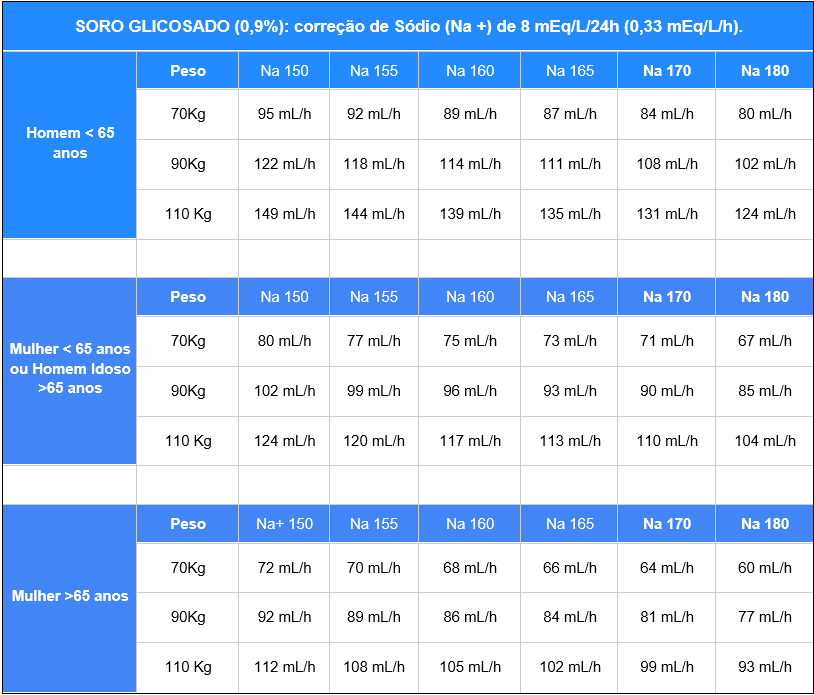 SORO GLICOSADO (0,9%): correção de Sódio (Na +) de 8 mEq/L/24h (0,33 mEq/L/h).
Homem < 65 anos
Peso Na 150 Na 155 Na 160 Na 165 Na 170 Na 180
70Kg 95 mL/h 92 mL/h 89 mL/h 87 mL/h 84 mL/h 80 mL/h
90Kg 122 mL/h 118 mL/h 114 mL/h 111 mL/h 108 mL/h 102 mL/h
110 Kg 149 mL/h 144 mL/h 139 mL/h 135 mL/h 131 mL/h 124 mL/h
Mulher < 65 anos ou Homem Idoso >65 anos
Peso Na 150 Na 155 Na 160 Na 165 Na 170 Na 180
70Kg 80 mL/h 77 mL/h 75 mL/h 73 mL/h 71 mL/h 67 mL/h
90Kg 102 mL/h 99 mL/h 96 mL/h 93 mL/h 90 mL/h 85 mL/h
110 Kg 124 mL/h 120 mL/h 117 mL/h 113 mL/h 110 mL/h 104 mL/h
Mulher >65 anos
Peso Na+ 150 Na 155 Na 160 Na 165 Na 170 Na 180
70Kg 72 mL/h 70 mL/h 68 mL/h 66 mL/h 64 mL/h 60 mL/h
90Kg 92 mL/h 89 mL/h 86 mL/h 84 mL/h 81 mL/h 77 mL/h
110 Kg 112 mL/h 108 mL/h 105 mL/h 102 mL/h 99 mL/h 93 mL/h